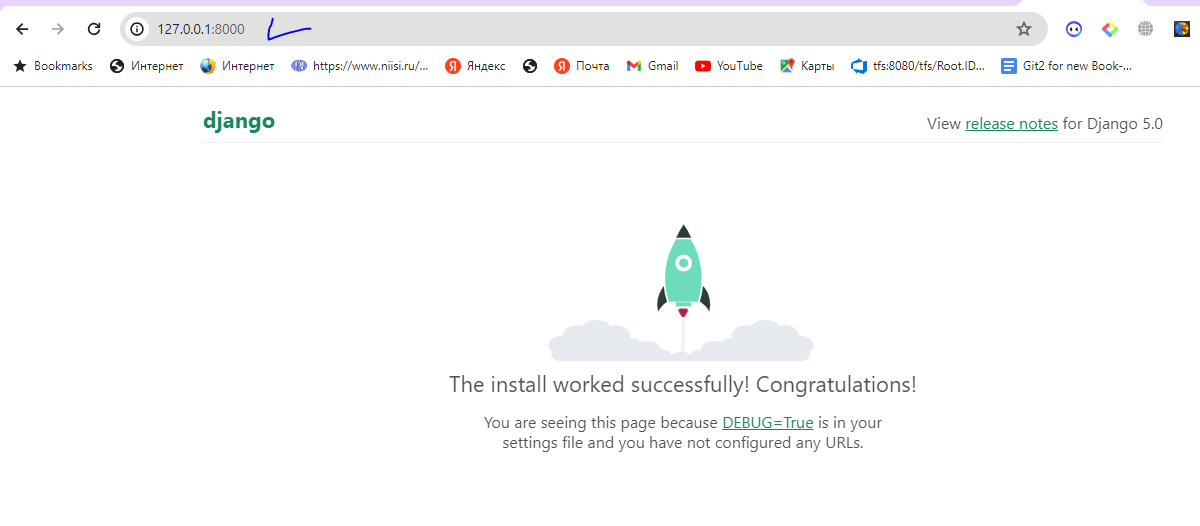 127.0.0.1:8000
Bookmarks Интернет Интернет https://www.niisi.ru/... Яндекс Почта Gmail YouTube Карты tfs:8080/tfs/Root.ID... Git2 for new Book-...
django View release notes for Django 5.0
The install worked successfully! Congratulations!
You are seeing this page because DEBUG=True is in your
settings file and you have not configured any URLs.